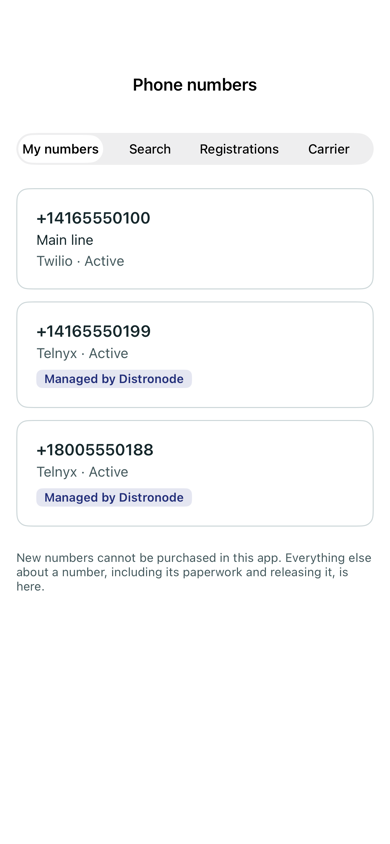 Phone numbers
My numbers
Search
Registrations
Carrier
+14165550100
Main line
Twilio · Active
+14165550199
Telnyx · Active
Managed by Distronode
+18005550188
Telnyx · Active
Managed by Distronode
New numbers cannot be purchased in this app. Everything else
about a number, including its paperwork and releasing it, is
here.